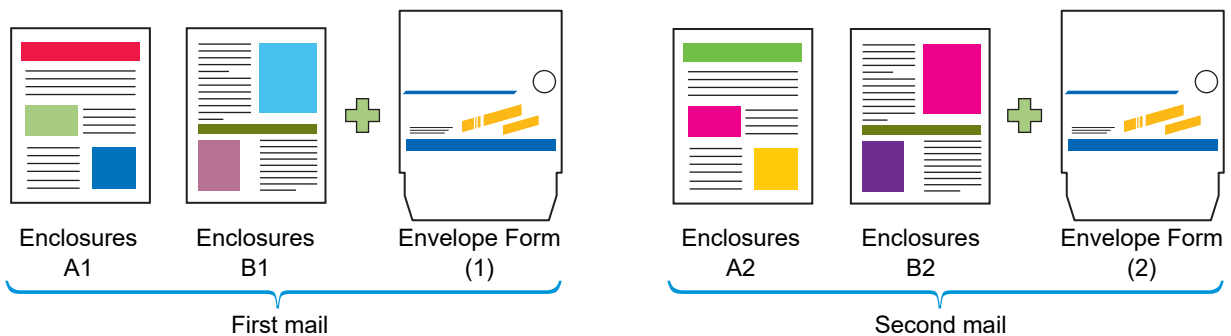 Enclosures
A1
Enclosures
B1
Envelope Form
(1)
First mail
Enclosures
A2
Enclosures
B2
Envelope Form
(2)
Second mail